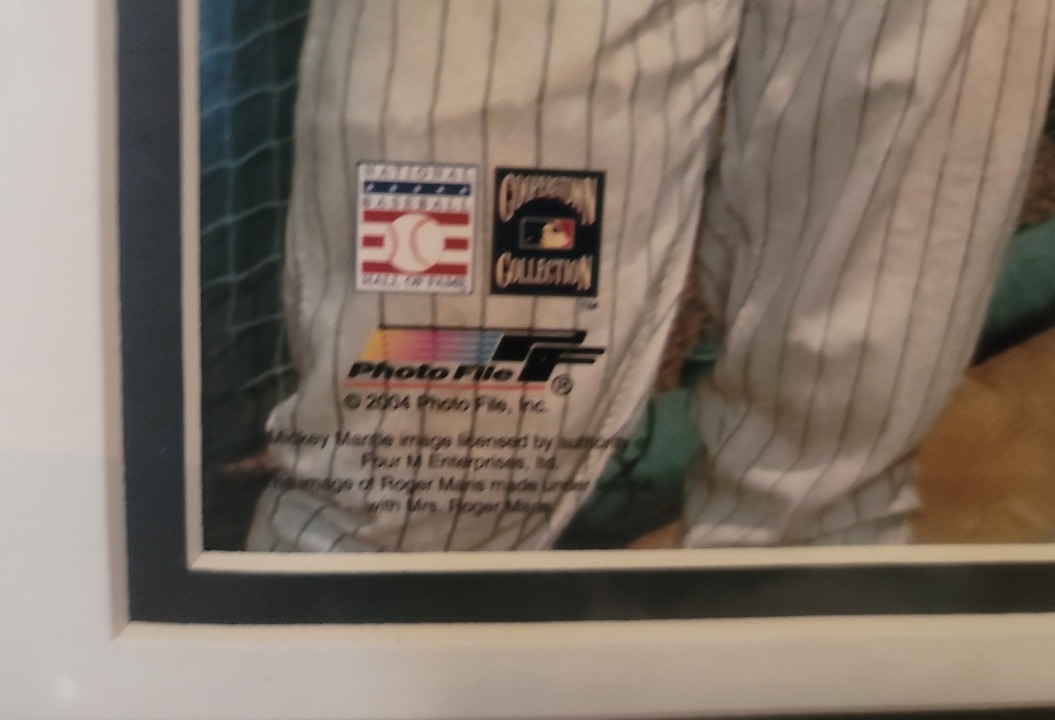 NATIONAL
BASEBALL
HALL OF FAME
COOPERSTOWN
COLLECTION
TM
Photo File PF ®
© 2004 Photo File, Inc.
Mickey Mantle image licensed by
Four M Enterprises, ltd.
image of Roger Maris made under
with Mrs. Roger Maris